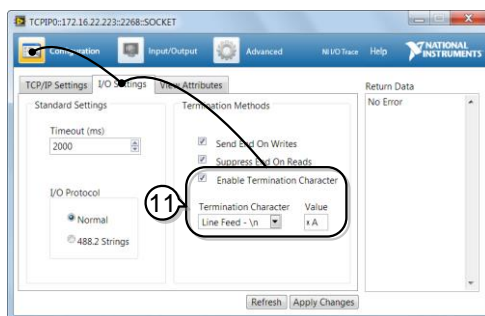 TCPIP0::172.16.22.223::2268::SOCKET
Configuration Input/Output Advanced NI I/O Trace Help NATIONAL INSTRUMENTS
TCP/IP Settings I/O Settings View Attributes
Return Data
No Error
Standard Settings
Timeout (ms)
2000
I/O Protocol
Normal
488.2 Strings
Termination Methods
Send End On Writes
Suppress End On Reads
Enable Termination Character
11
Termination Character Value
Line Feed - \n xA
Refresh Apply Changes